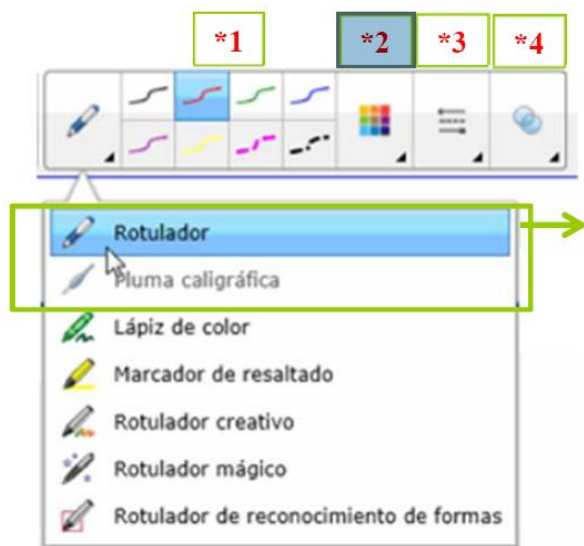 *1 *2 *3 *4
Rotulador
Pluma caligráfica
Lápiz de color
Marcador de resaltado
Rotulador creativo
Rotulador mágico
Rotulador de reconocimiento de formas